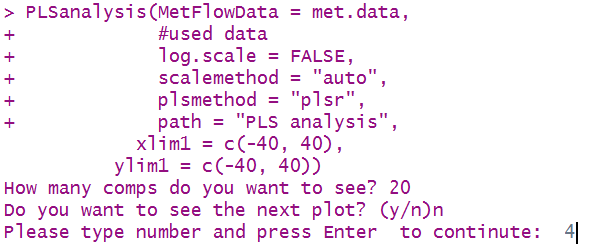 > PLSanalysis(MetFlowData = met.data,
+ #used data
+ log.scale = FALSE,
+ scalemethod = "auto",
+ plsmethod = "plsr",
+ path = "PLS analysis",
xlim1 = c(-40, 40),
ylim1 = c(-40, 40))
How many comps do you want to see? 20
Do you want to see the next plot? (y/n)n
Please type number and press Enter to continute: 4